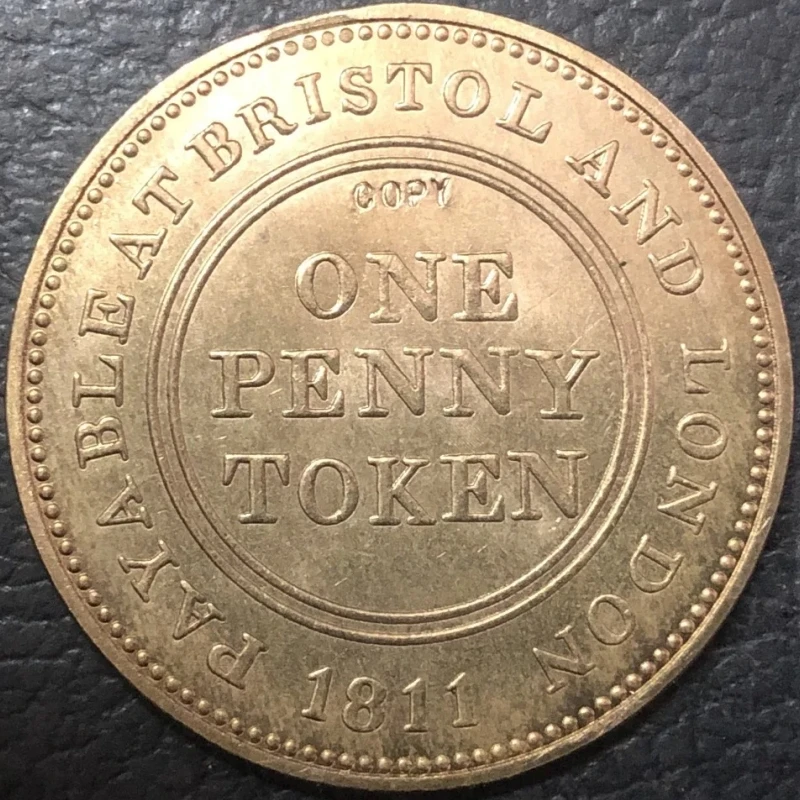 PAYABLE AT BRISTOL AND LONDON
COPY
ONE
PENNY
TOKEN
1811